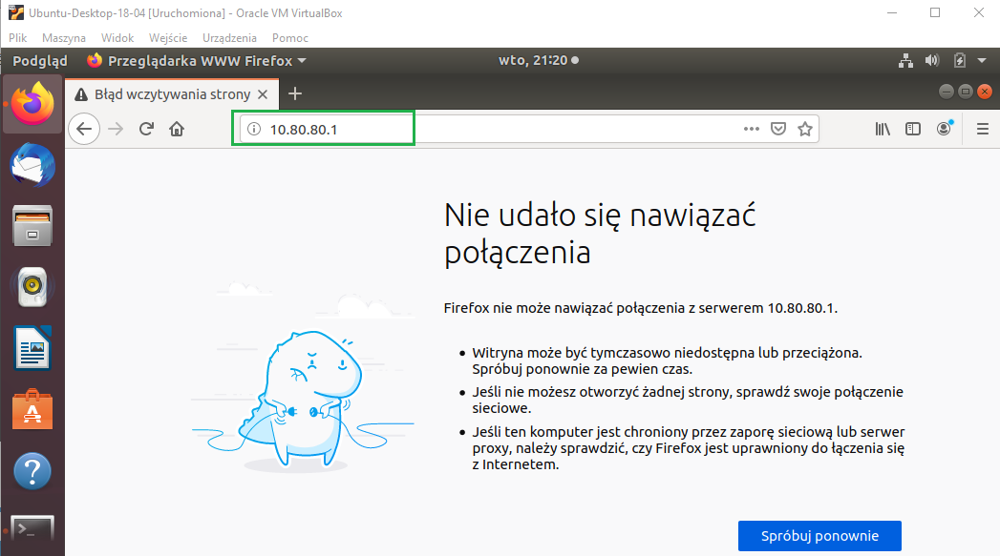 Ubuntu-Desktop-18-04 [Uruchomiona] - Oracle VM VirtualBox
Plik Maszyna Widok Wejście Urządzenia Pomoc
Podgląd Przeglądarka WWW Firefox wto, 21:20
Błąd wczytywania strony
10.80.80.1
Nie udało się nawiązać
połączenia
Firefox nie może nawiązać połączenia z serwerem 10.80.80.1.
• Witryna może być tymczasowo niedostępna lub przeciążona.
Spróbuj ponownie za pewien czas.
• Jeśli nie możesz otworzyć żadnej strony, sprawdź swoje połączenie
sieciowe.
• Jeśli ten komputer jest chroniony przez zaporę sieciową lub serwer
proxy, należy sprawdzić, czy Firefox jest uprawniony do łączenia się
z Internetem.
Spróbuj ponownie